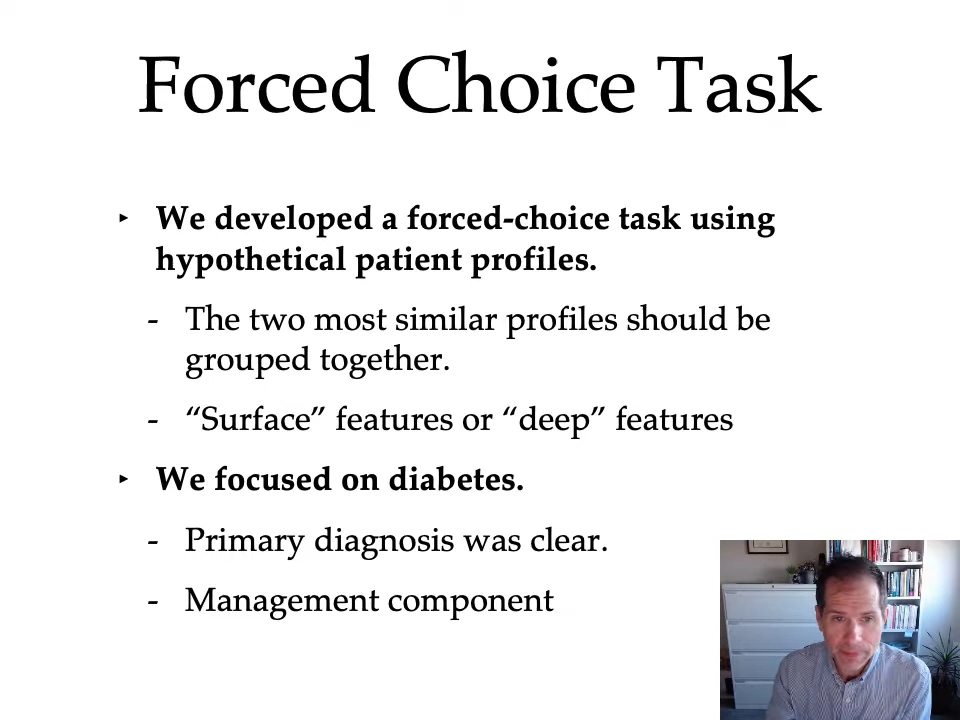 Forced Choice Task
‣ We developed a forced-choice task using
hypothetical patient profiles.
- The two most similar profiles should be
grouped together.
- “Surface” features or “deep” features
‣ We focused on diabetes.
- Primary diagnosis was clear.
- Management component